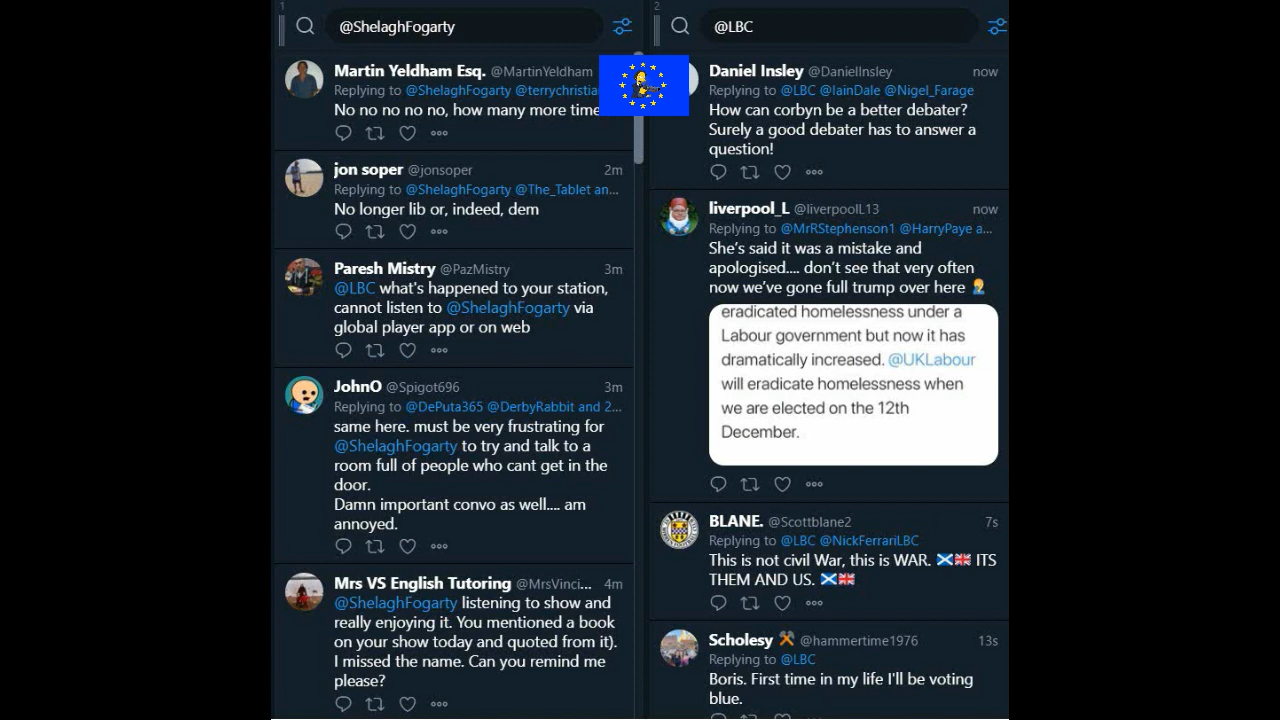 1
@ShelaghFogarty
Martin Yeldham Esq. @MartinYeldham
Replying to @ShelaghFogarty @terrychristia
No no no no no, how many more time
jon soper @jonsoper 2m
Replying to @ShelaghFogarty @The_Tablet an...
No longer lib or, indeed, dem
Paresh Mistry @PazMistry 3m
@LBC what's happened to your station,
cannot listen to @ShelaghFogarty via
global player app or on web
JohnO @Spigot696 3m
Replying to @DePuta365 @DerbyRabbit and 2...
same here. must be very frustrating for
@ShelaghFogarty to try and talk to a
room full of people who cant get in the
door.
Damn important convo as well.... am
annoyed.
Mrs VS English Tutoring @MrsVinci... 4m
@ShelaghFogarty listening to show and
really enjoying it. You mentioned a book
on your show today and quoted from it).
I missed the name. Can you remind me
please?
2
@LBC
Daniel Insley @DanielInsley now
Replying to @LBC @IainDale @Nigel_Farage
How can corbyn be a better debater?
Surely a good debater has to answer a
question!
liverpool_L @liverpoolL13 now
Replying to @MrRStephenson1 @HarryPaye a...
She's said it was a mistake and
apologised.... don't see that very often
now we've gone full trump over here 🤦‍♂️
eradicated homelessness under a
Labour government but now it has
dramatically increased. @UKLabour
will eradicate homelessness when
we are elected on the 12th
December.
BLANE. @Scottblane2 7s
Replying to @LBC @NickFerrariLBC
This is not civil War, this is WAR. 🏴󠁧󠁢󠁳󠁣󠁴󠁿🇬🇧 ITS
THEM AND US. 🏴󠁧󠁢󠁳󠁣󠁴󠁿🇬🇧
Scholesy ⚒ @hammertime1976 13s
Replying to @LBC
Boris. First time in my life I'll be voting
blue.